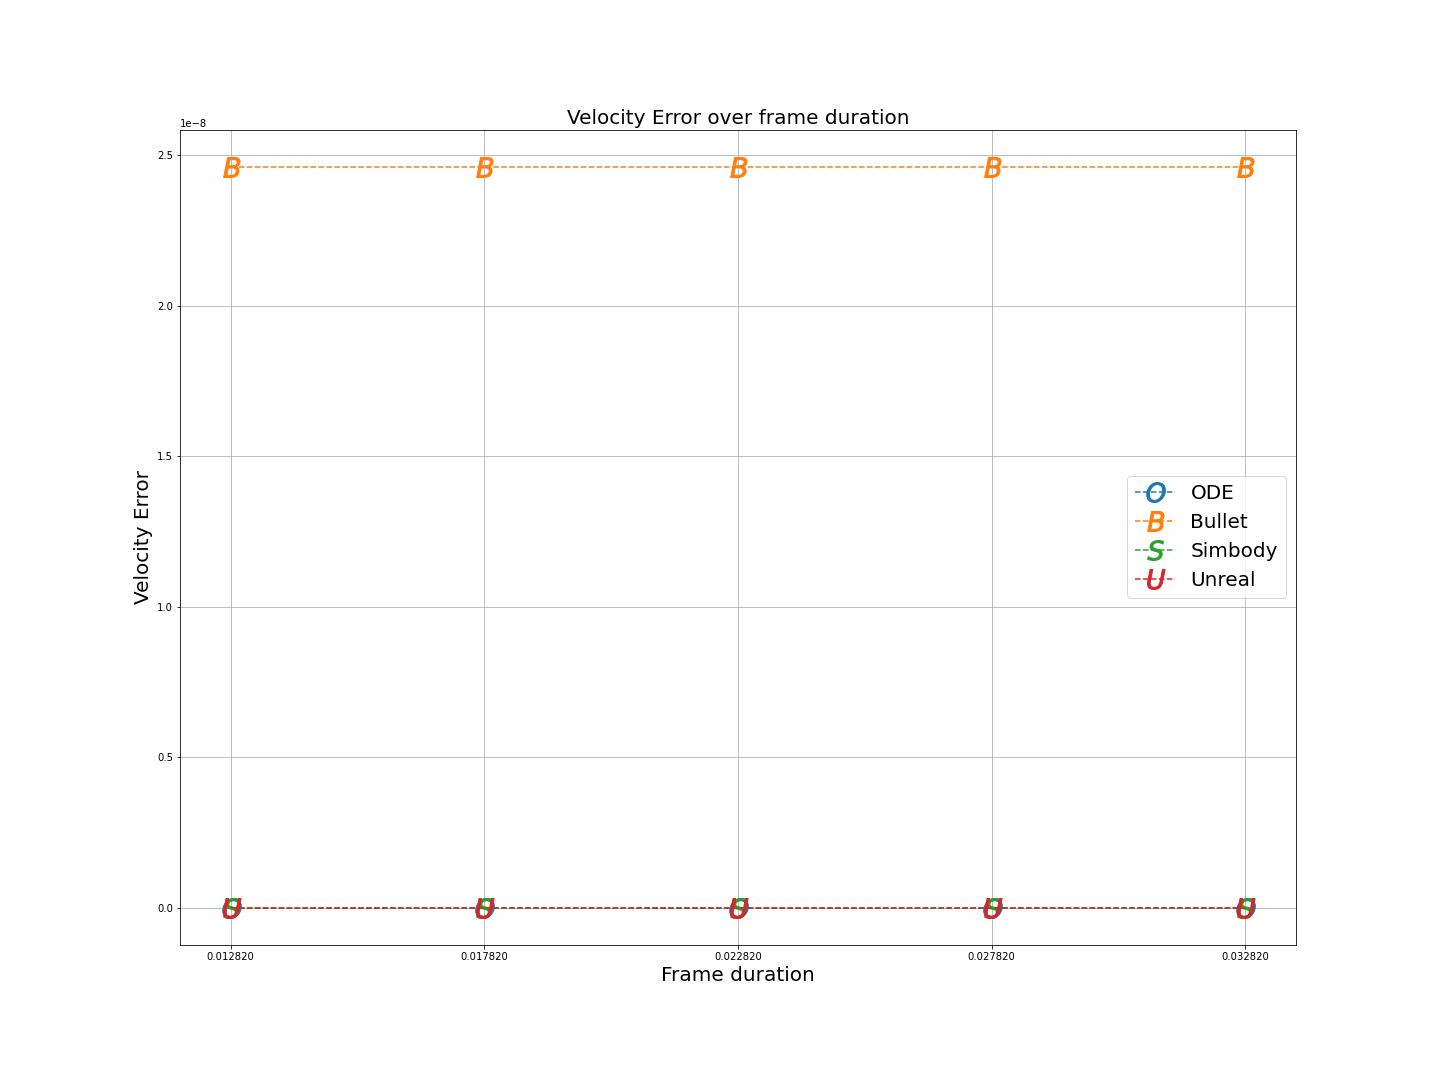 Velocity Error over frame duration
1e−8
2.5
2.0
1.5
1.0
0.5
0.0
Velocity Error
B B B B B
U U U U U
O ODE
B Bullet
S Simbody
U Unreal
0.012820 0.017820 0.022820 0.027820 0.032820
Frame duration